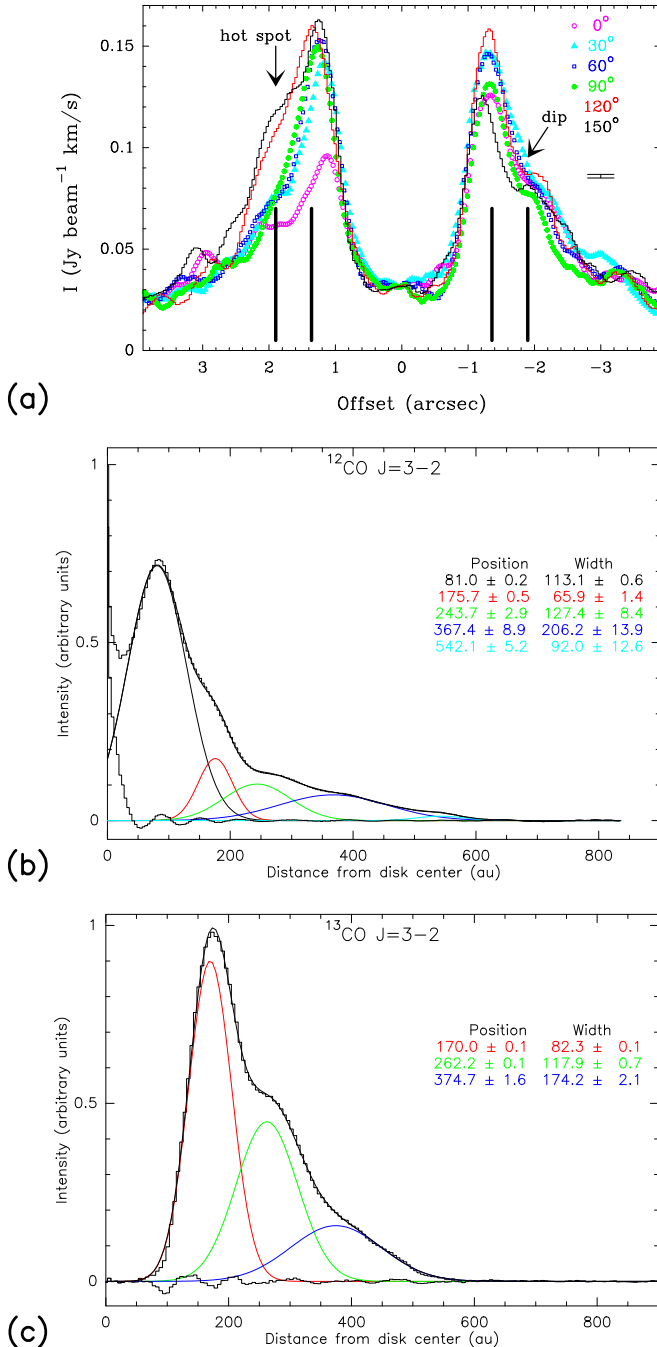 hot spot
0°
30°
60°
90°
120°
150°
dip
0.15
0.1
0.05
0
I (Jy beam⁻¹ km/s)
3 2 1 0 -1 -2 -3
Offset (arcsec)
(a)
¹²CO J=3-2
Position Width
81.0 ± 0.2 113.1 ± 0.6
175.7 ± 0.5 65.9 ± 1.4
243.7 ± 2.9 127.4 ± 8.4
367.4 ± 8.9 206.2 ± 13.9
542.1 ± 5.2 92.0 ± 12.6
1
0.5
0
Intensity (arbitrary units)
0 200 400 600 800
Distance from disk center (au)
(b)
¹³CO J=3-2
Position Width
170.0 ± 0.1 82.3 ± 0.1
262.2 ± 0.1 117.9 ± 0.7
374.7 ± 1.6 174.2 ± 2.1
1
0.5
0
Intensity (arbitrary units)
0 200 400 600 800
Distance from disk center (au)
(c)